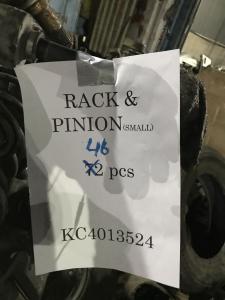 RACK &
PINION (SMALL)
46
72 pcs
KC4013524